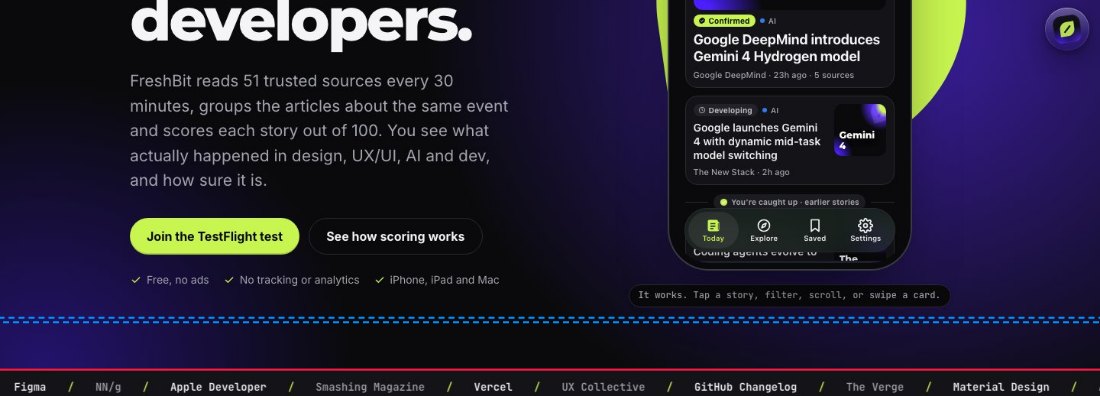 developers.
FreshBit reads 51 trusted sources every 30
minutes, groups the articles about the same event
and scores each story out of 100. You see what
actually happened in design, UX/UI, AI and dev,
and how sure it is.
Join the TestFlight test
See how scoring works
Free, no ads
No tracking or analytics
iPhone, iPad and Mac
Confirmed
AI
Google DeepMind introduces
Gemini 4 Hydrogen model
Google DeepMind · 23h ago · 5 sources
Developing
AI
Google launches Gemini
4 with dynamic mid-task
model switching
The New Stack · 2h ago
Gemini
4
You're caught up · earlier stories
Today
Explore
Saved
Settings
Coding agents evolve to
The
It works. Tap a story, filter, scroll, or swipe a card.
Figma / NN/g / Apple Developer / Smashing Magazine / Vercel / UX Collective / GitHub Changelog / The Verge / Material Design /